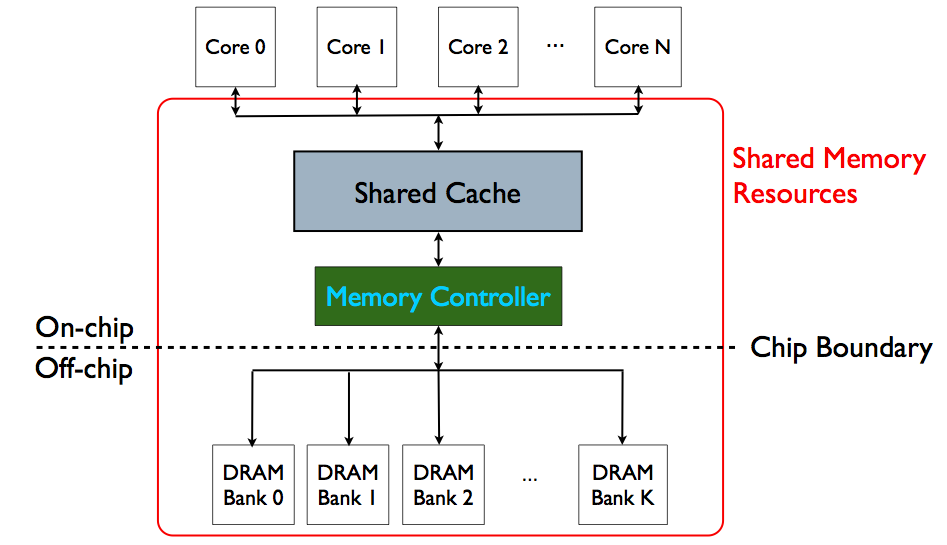 Core 0
Core 1
Core 2
...
Core N
Shared Memory
Resources
Shared Cache
Memory Controller
On-chip
Chip Boundary
Off-chip
DRAM
Bank 0
DRAM
Bank 1
DRAM
Bank 2
...
DRAM
Bank K